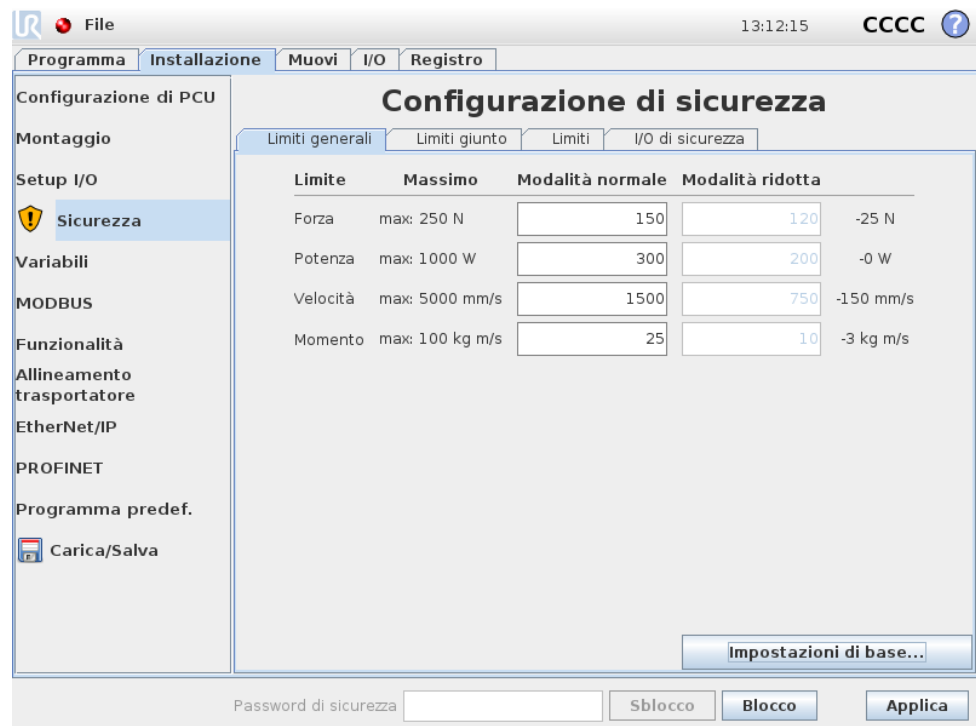 UR File 13:12:15 CCCC ?
Programma Installazione Muovi I/O Registro
Configurazione di PCU
Montaggio
Setup I/O
Sicurezza
Variabili
MODBUS
Funzionalità
Allineamento
trasportatore
EtherNet/IP
PROFINET
Programma predef.
Carica/Salva
Configurazione di sicurezza
Limiti generali Limiti giunto Limiti I/O di sicurezza
Limite Massimo Modalità normale Modalità ridotta
Forza max: 250 N 150 120 -25 N
Potenza max: 1000 W 300 200 -0 W
Velocità max: 5000 mm/s 1500 750 -150 mm/s
Momento max: 100 kg m/s 25 10 -3 kg m/s
Impostazioni di base...
Password di sicurezza Sblocco Blocco Applica